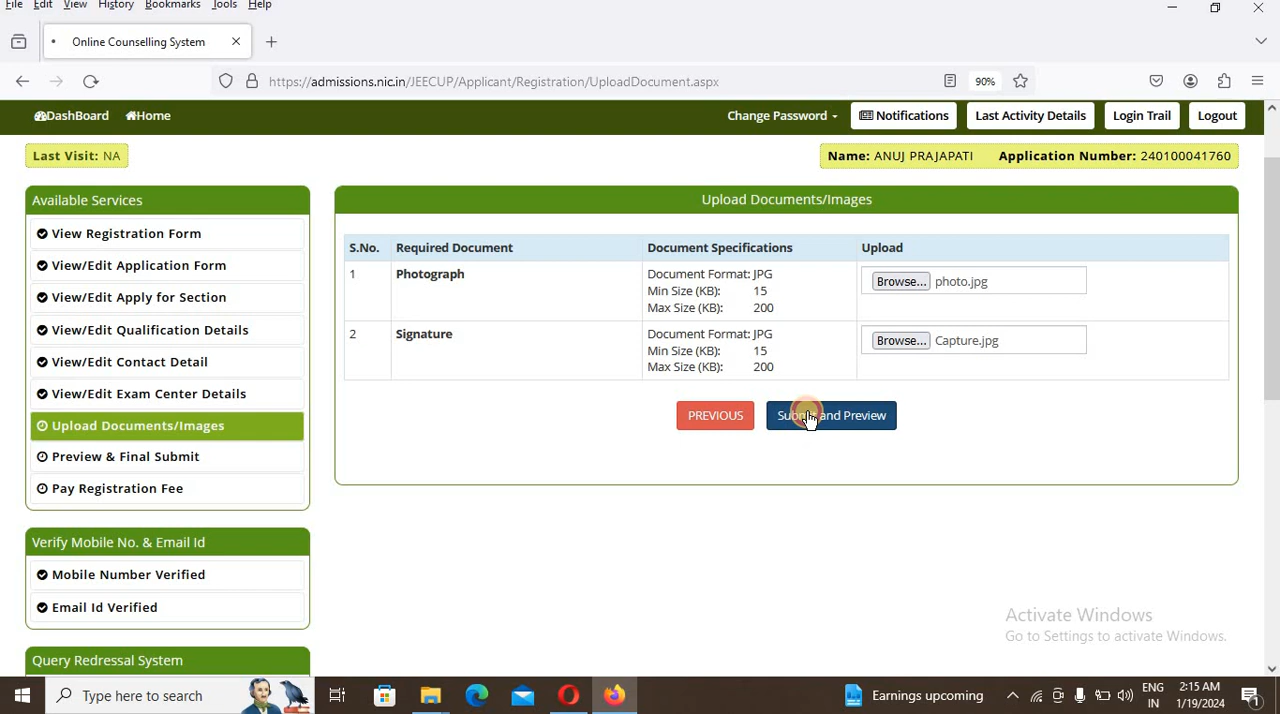 File Edit View History Bookmarks Tools Help
Online Counselling System
https://admissions.nic.in/JEECUP/Applicant/Registration/UploadDocument.aspx
90%
DashBoard Home Change Password Notifications Last Activity Details Login Trail Logout
Last Visit: NA
Name: ANUJ PRAJAPATI Application Number: 240100041760
Available Services
View Registration Form
View/Edit Application Form
View/Edit Apply for Section
View/Edit Qualification Details
View/Edit Contact Detail
View/Edit Exam Center Details
Upload Documents/Images
Preview & Final Submit
Pay Registration Fee
Verify Mobile No. & Email Id
Mobile Number Verified
Email Id Verified
Query Redressal System
Upload Documents/Images
S.No. Required Document Document Specifications Upload
1 Photograph Document Format: JPG Browse... photo.jpg
Min Size (KB): 15
Max Size (KB): 200
2 Signature Document Format: JPG Browse... Capture.jpg
Min Size (KB): 15
Max Size (KB): 200
PREVIOUS Submit and Preview
Activate Windows
Go to Settings to activate Windows.
Type here to search
Earnings upcoming
ENG
IN
2:15 AM
1/19/2024
1